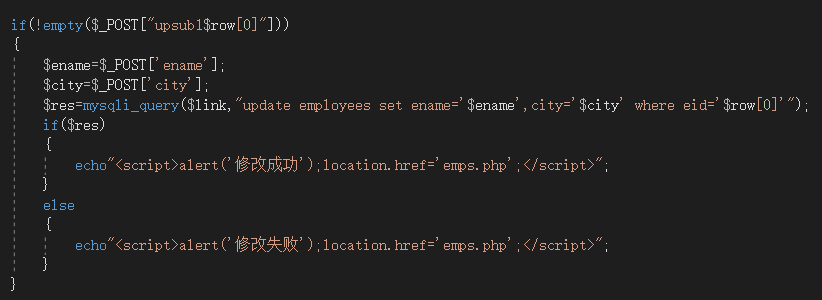 if(!empty($_POST["upsub1$row[0]"]))
{
$ename=$_POST['ename'];
$city=$_POST['city'];
$res=mysqli_query($link,"update employees set ename='$ename',city='$city' where eid='$row[0]'");
if($res)
{
echo"<script>alert('修改成功');location.href='emps.php';</script>";
}
else
{
echo"<script>alert('修改失败');location.href='emps.php';</script>";
}
}